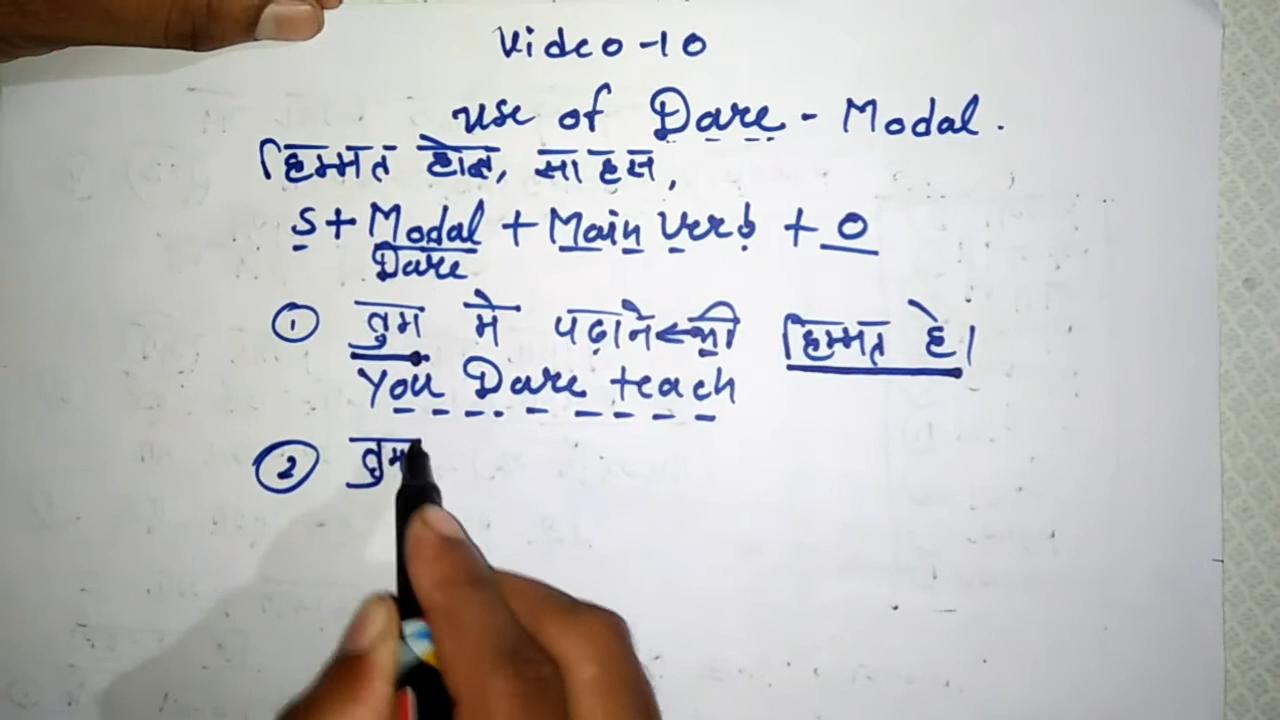 Video-10
use of Dare - Modal.
हिम्मत होना, साहस,
S + Modal + Main Verb + O
Dare
① तुम मे पढ़ाने की हिम्मत है।
You Dare teach
② तुम